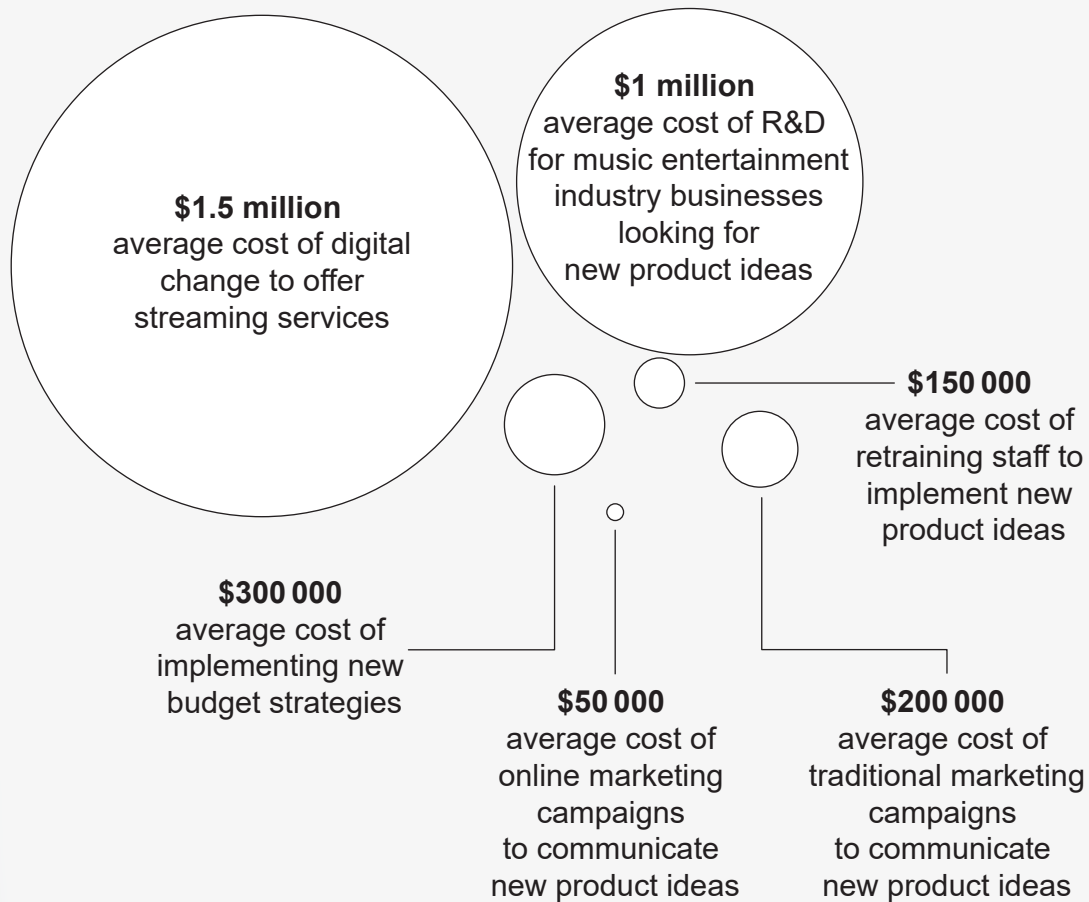 $1.5 million
average cost of digital
change to offer
streaming services
$1 million
average cost of R&D
for music entertainment
industry businesses
looking for
new product ideas
$150 000
average cost of
retraining staff to
implement new
product ideas
$300 000
average cost of
implementing new
budget strategies
$50 000
average cost of
online marketing
campaigns
to communicate
new product ideas
$200 000
average cost of
traditional marketing
campaigns
to communicate
new product ideas